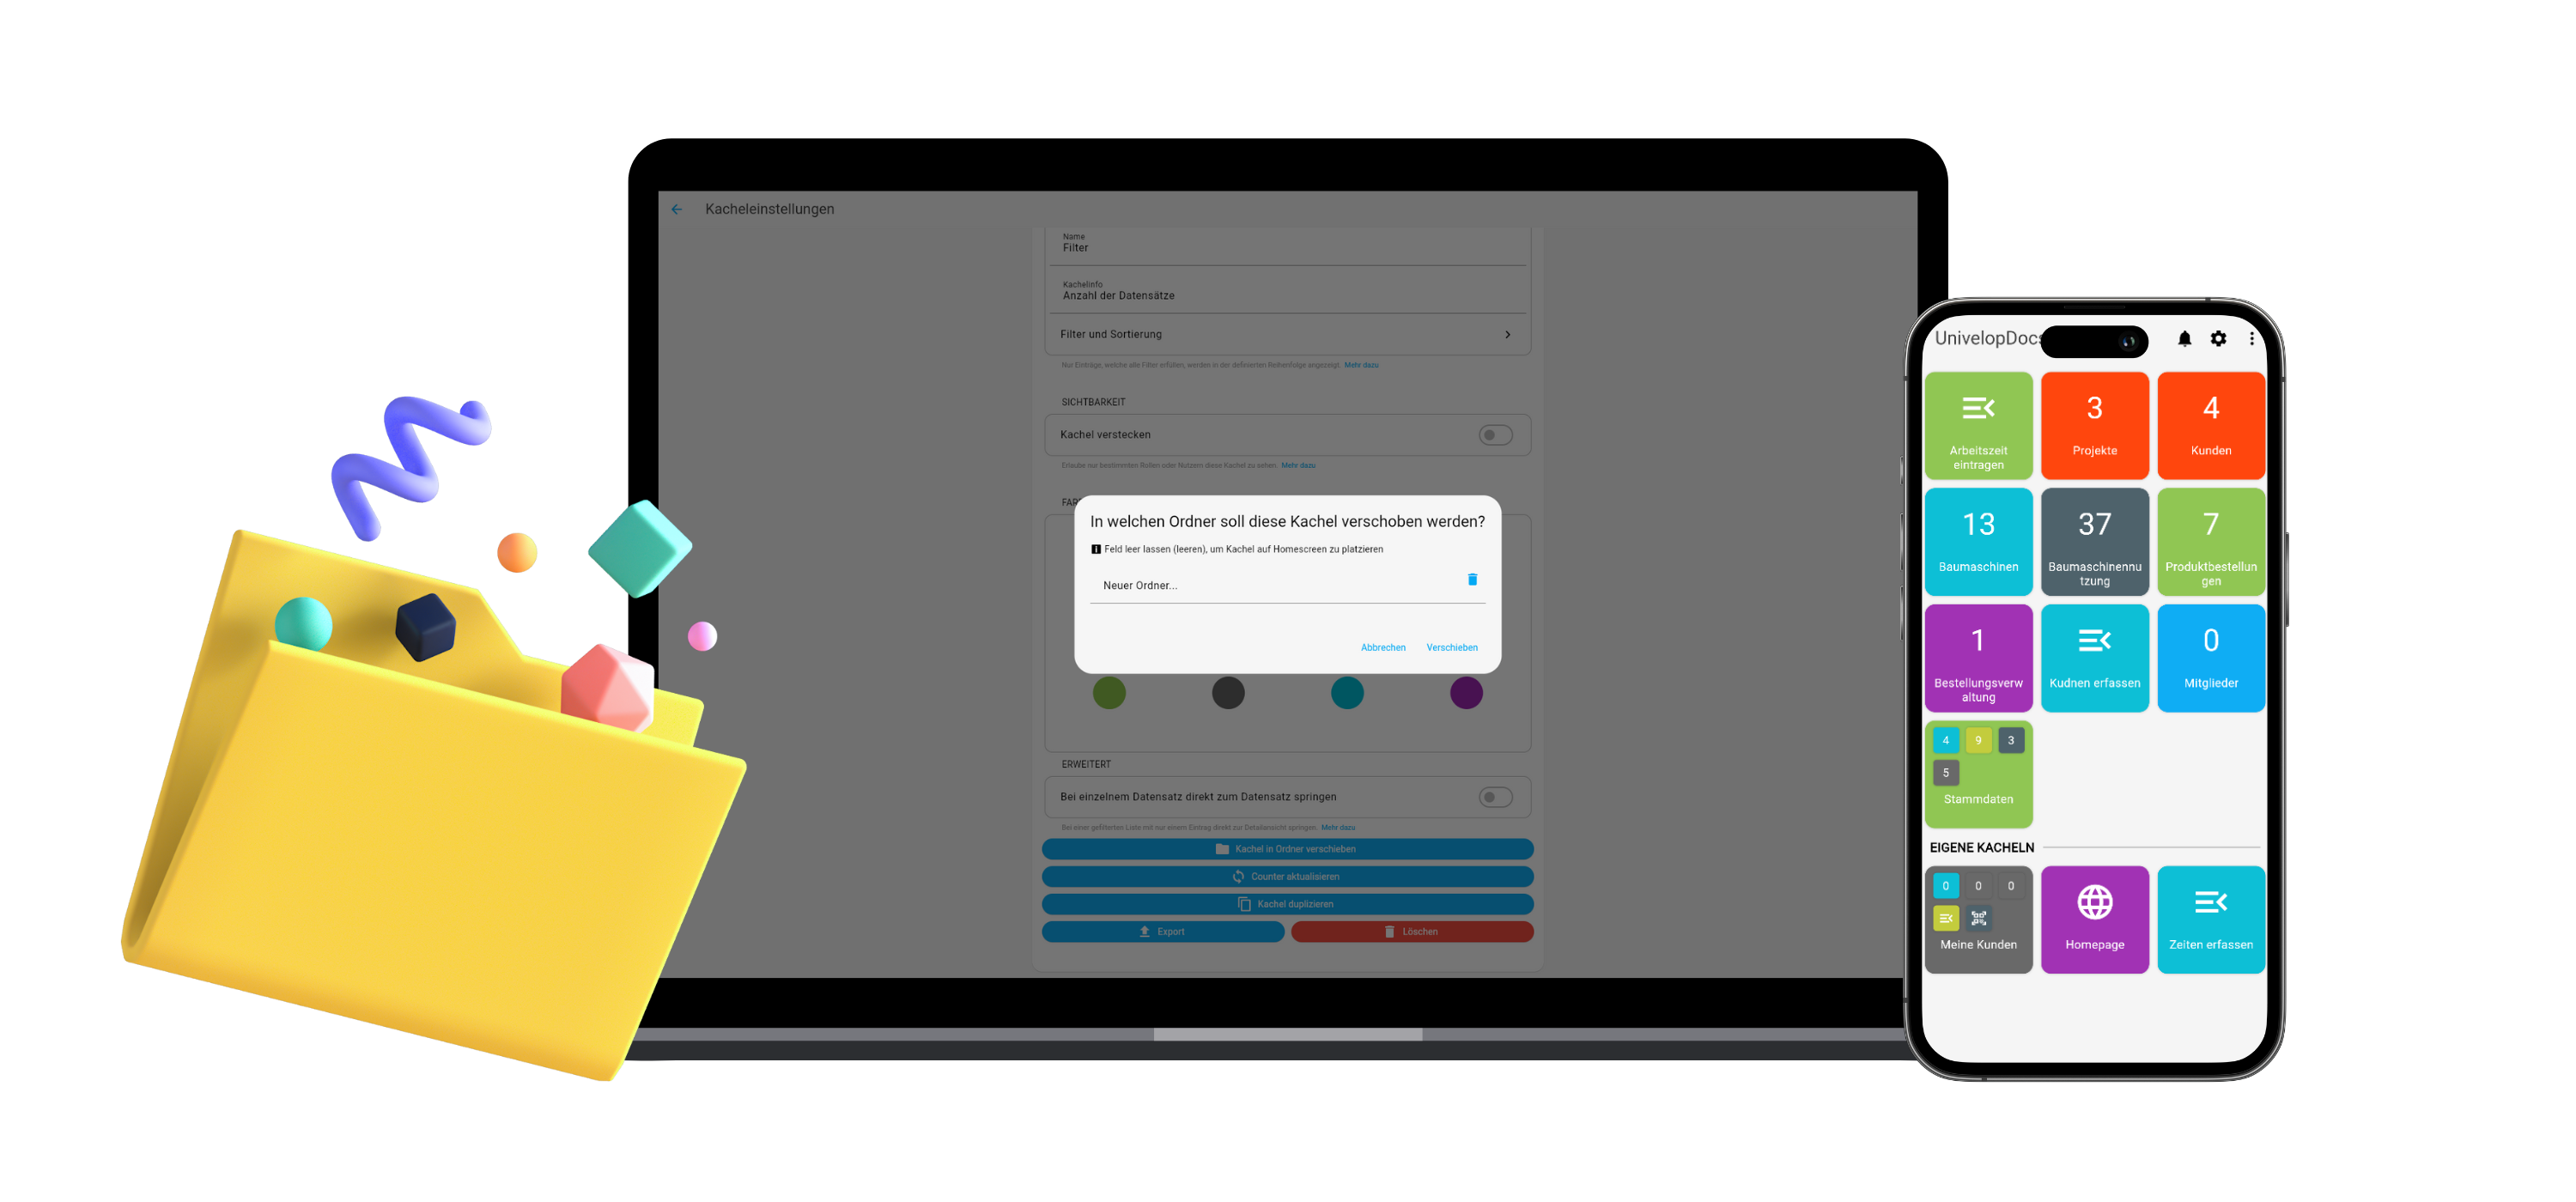 Kacheleinstellungen
Name
Filter
Kachelinfo
Anzahl der Datensätze
Filter und Sortierung
Nur Einträge, welche alle Filter erfüllen, werden in der definierten Reihenfolge angezeigt. Mehr dazu
SICHTBARKEIT
Kachel verstecken
Erlaube nur bestimmten Rollen oder Nutzern diese Kachel zu sehen. Mehr dazu
In welchen Ordner soll diese Kachel verschoben werden?
Feld leer lassen (leeren), um Kachel auf Homescreen zu platzieren
Neuer Ordner...
Abbrechen Verschieben
ERWEITERT
Bei einzelnem Datensatz direkt zum Datensatz springen
Bei einer gefilterten Liste mit nur einem Eintrag direkt zur Detailansicht springen. Mehr dazu
Kachel in Ordner verschieben
Counter aktualisieren
Kachel duplizieren
Export Löschen
UnivelopDocs
3 4
Arbeitszeit
eintragen
Projekte
Kunden
13 37 7
Baumaschinen
Baumaschinennu
tzung
Produktbestellun
gen
1 0
Bestellungsverw
altung
Kudnen erfassen
Mitglieder
4 9 3
5
Stammdaten
EIGENE KACHELN
0 0 0
Meine Kunden
Homepage
Zeiten erfassen